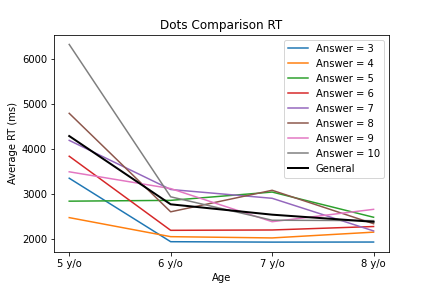 Dots Comparison RT
Average RT (ms)
6000
5000
4000
3000
2000
Answer = 3
Answer = 4
Answer = 5
Answer = 6
Answer = 7
Answer = 8
Answer = 9
Answer = 10
General
5 y/o 6 y/o 7 y/o 8 y/o
Age